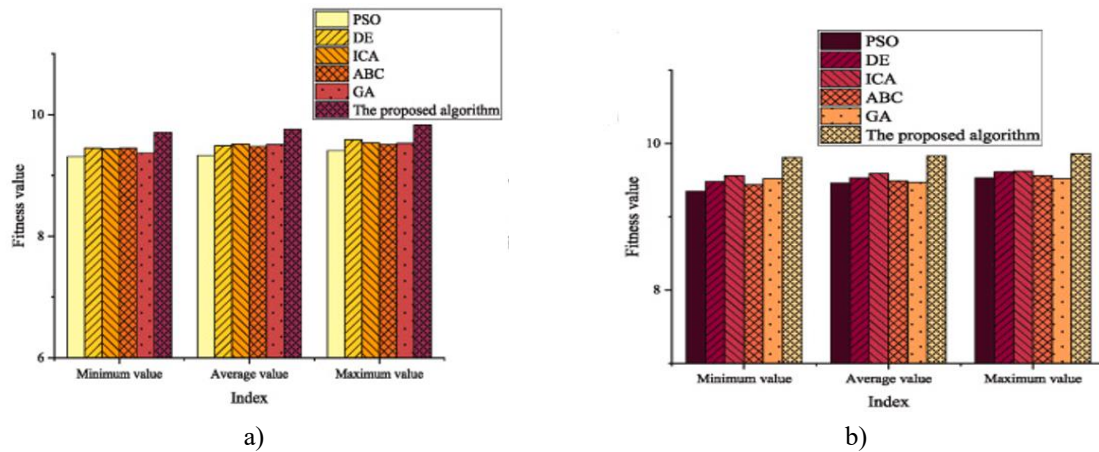 PSO
DE
ICA
ABC
GA
The proposed algorithm
10
8
6
Fitness value
Minimum value
Average value
Maximum value
Index
a)
PSO
DE
ICA
ABC
GA
The proposed algorithm
10
8
Fitness value
Minimum value
Average value
Maximum value
Index
b)